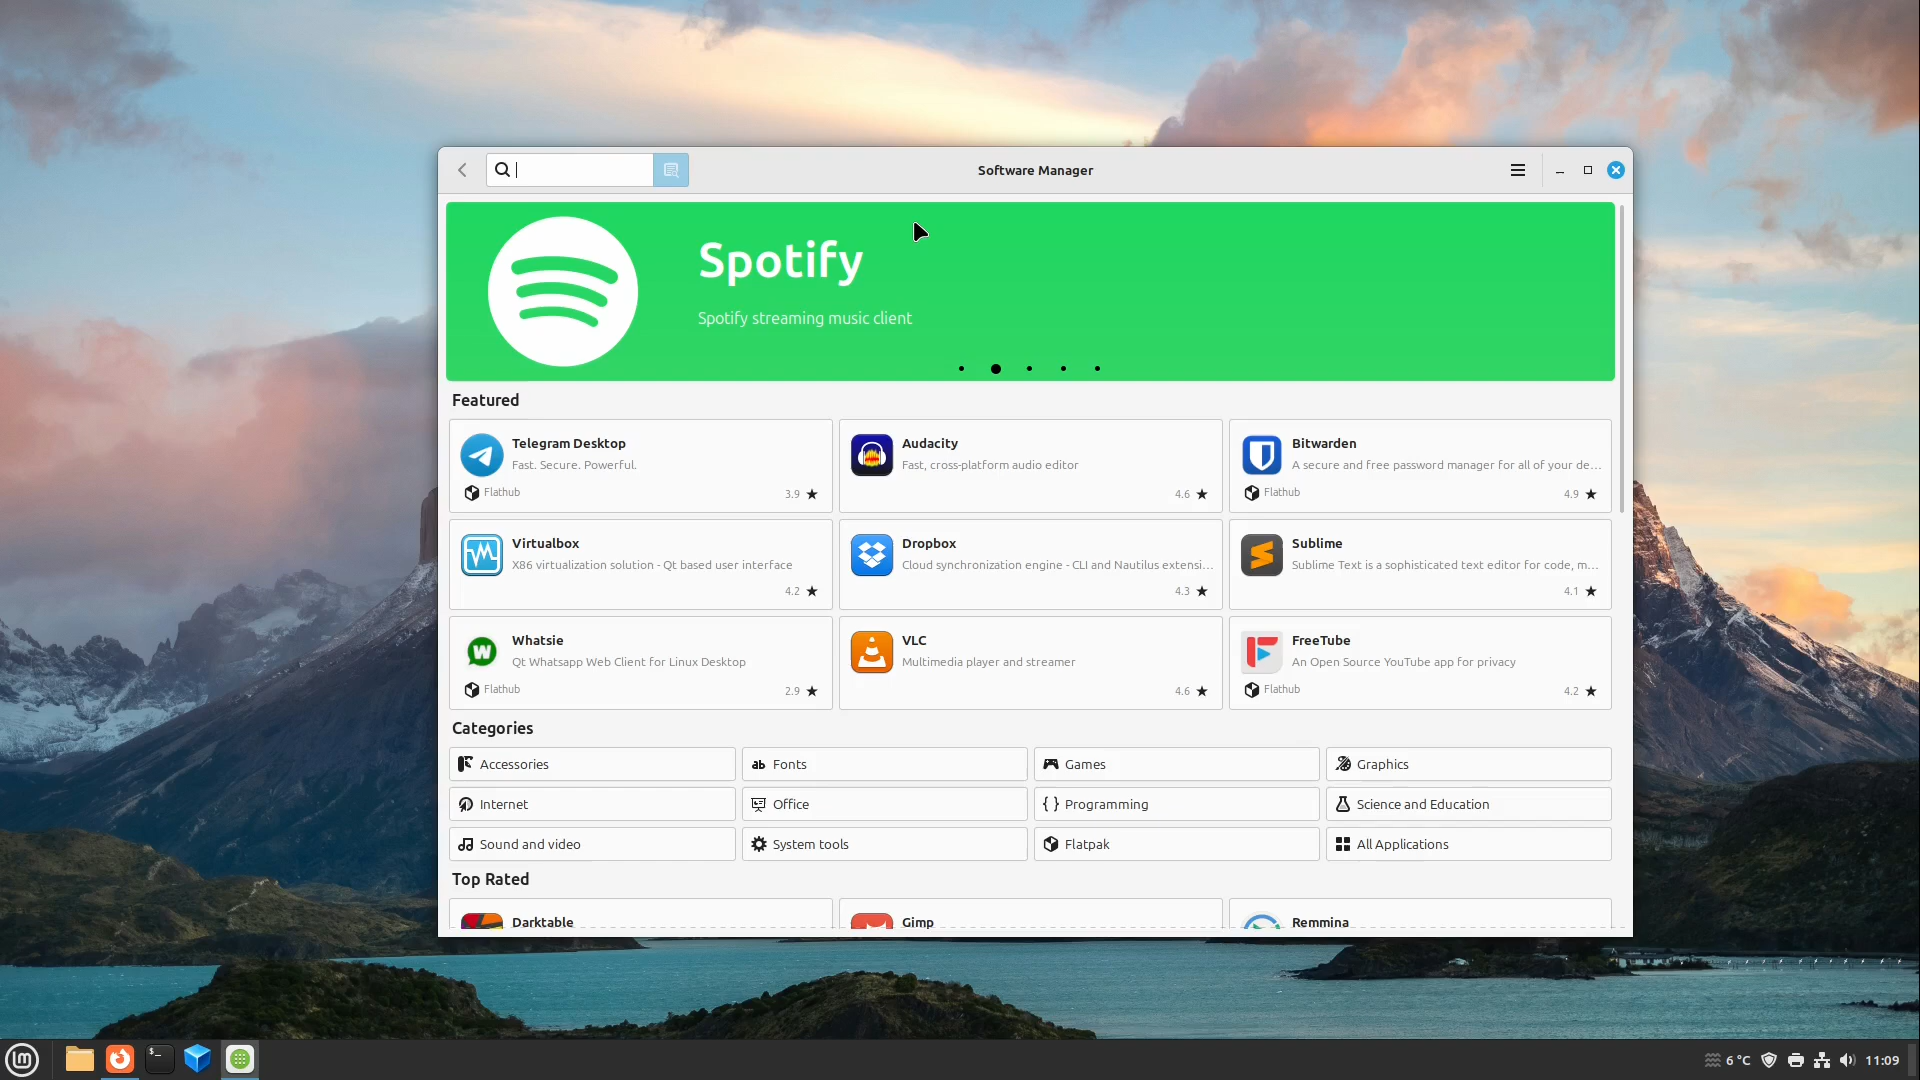 Software Manager
Spotify
Spotify streaming music client
Featured
Telegram Desktop
Fast. Secure. Powerful.
Flathub
3.9 ★
Audacity
Fast, cross-platform audio editor
4.6 ★
Bitwarden
A secure and free password manager for all of your de...
Flathub
4.9 ★
Virtualbox
X86 virtualization solution - Qt based user interface
4.2 ★
Dropbox
Cloud synchronization engine - CLI and Nautilus extensi...
4.3 ★
Sublime
Sublime Text is a sophisticated text editor for code, m...
4.1 ★
Whatsie
Qt Whatsapp Web Client for Linux Desktop
Flathub
2.9 ★
VLC
Multimedia player and streamer
4.6 ★
FreeTube
An Open Source YouTube app for privacy
Flathub
4.2 ★
Categories
Accessories
ab Fonts
Games
Graphics
Internet
Office
{ } Programming
Science and Education
Sound and video
System tools
Flatpak
All Applications
Top Rated
Darktable
Gimp
Remmina
6 °C
11:09